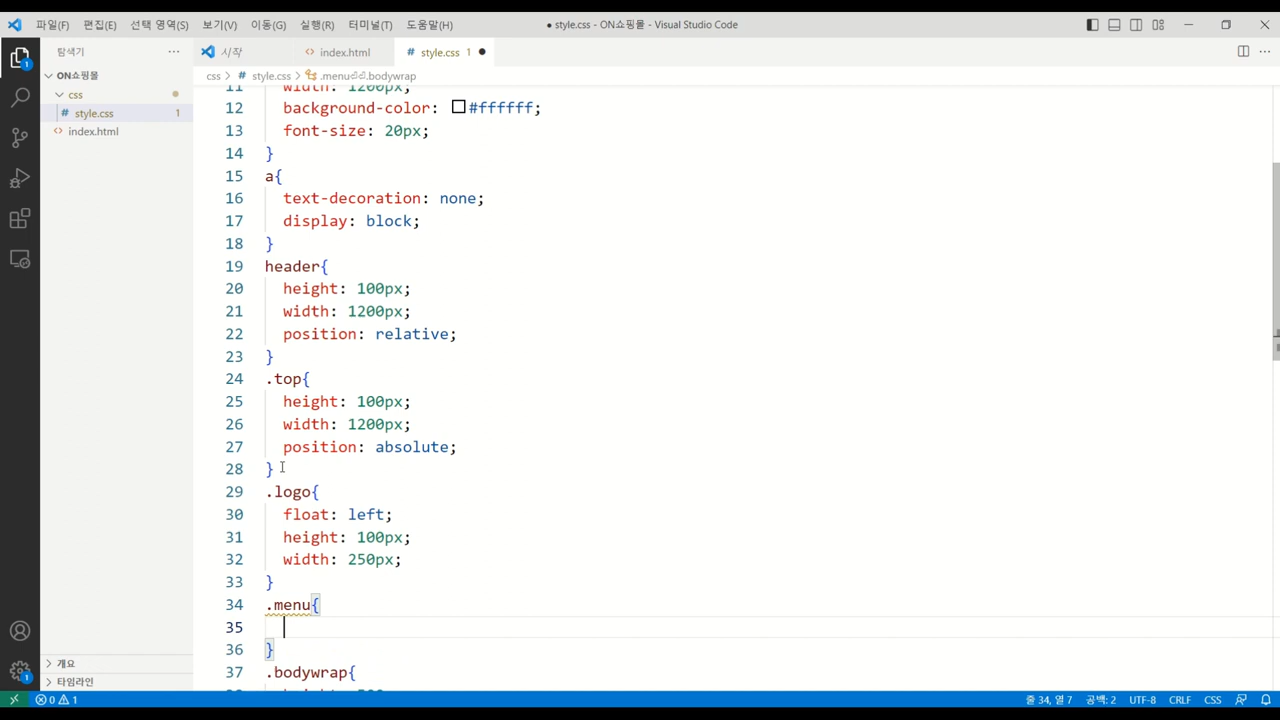 파일(F) 편집(E) 선택 영역(S) 보기(V) 이동(G) 실행(R) 터미널(T) 도움말(H) ● style.css - ON쇼핑몰 - Visual Studio Code
탐색기 ···
시작 index.html # style.css 1 ●
ON쇼핑몰
css > # style.css > .menu⏎⏎.bodywrap
css
# style.css 1
index.html
11 width: 1200px;
12 background-color: #ffffff;
13 font-size: 20px;
14 }
15 a{
16 text-decoration: none;
17 display: block;
18 }
19 header{
20 height: 100px;
21 width: 1200px;
22 position: relative;
23 }
24 .top{
25 height: 100px;
26 width: 1200px;
27 position: absolute;
28 }
29 .logo{
30 float: left;
31 height: 100px;
32 width: 250px;
33 }
34 .menu{
35
36 }
37 .bodywrap{
개요
타임라인
0 1 줄 34, 열 7 공백: 2 UTF-8 CRLF CSS